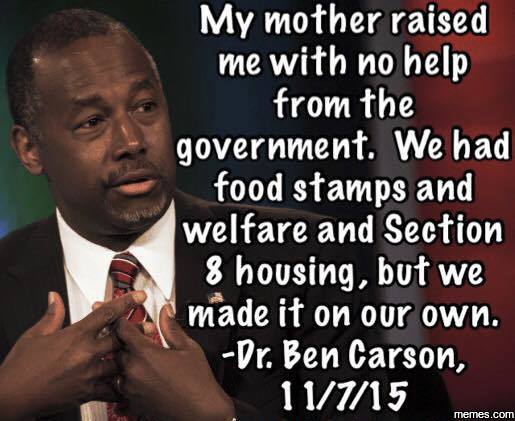 My mother raised
me with no help
from the
government. We had
food stamps and
welfare and Section
8 housing, but we
made it on our own.
-Dr. Ben Carson,
11/7/15
memes.com